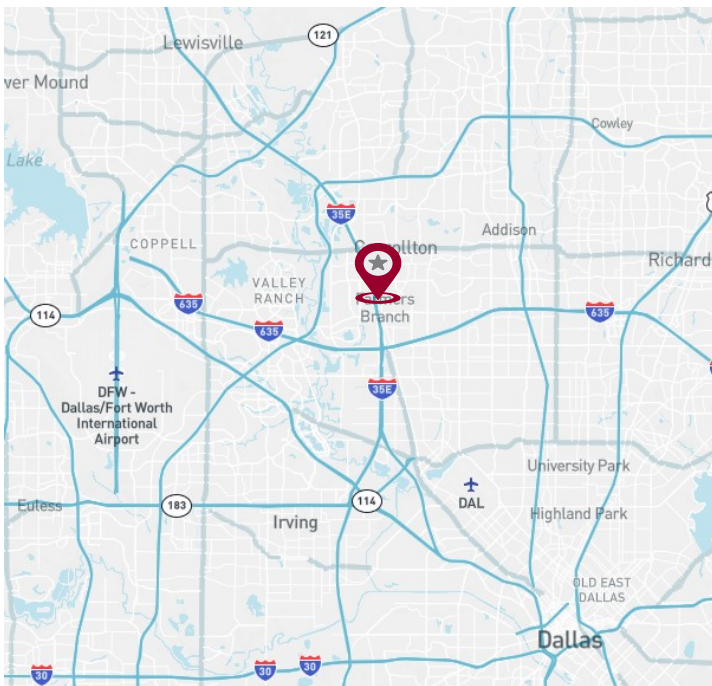 Lewisville
121
wer Mound
Cowley
Lake
35E
Addison
COPPELL
Carrollton
Richard
VALLEY
RANCH
635
Farmers
Branch
114
635
635
35E
DFW -
Dallas/Fort Worth
International
Airport
University Park
DAL
114
Euless
183
Irving
Highland Park
OLD EAST
DALLAS
Dallas
30
30
30